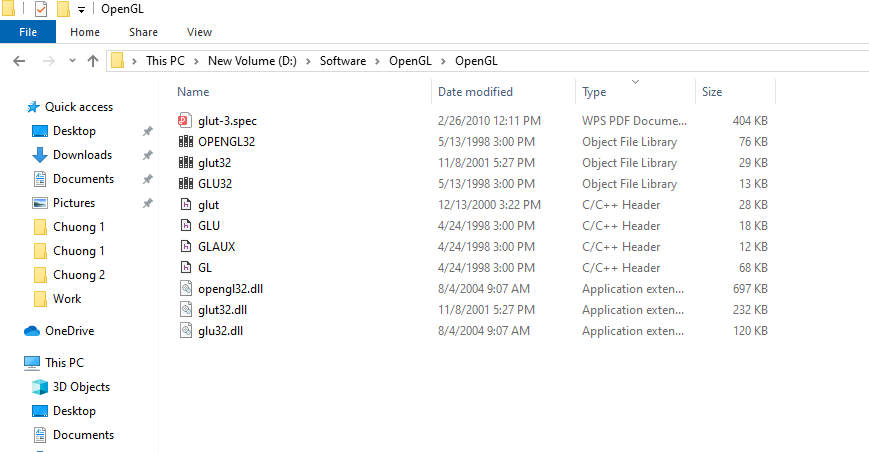 OpenGL
File Home Share View
This PC New Volume (D:) Software OpenGL OpenGL
Name Date modified Type Size
Quick access
Desktop
Downloads
Documents
Pictures
Chuong 1
Chuong 1
Chuong 2
Work
OneDrive
This PC
3D Objects
Desktop
Documents
glut-3.spec 2/26/2010 12:11 PM WPS PDF Docume... 404 KB
OPENGL32 5/13/1998 3:00 PM Object File Library 76 KB
glut32 11/8/2001 5:27 PM Object File Library 29 KB
GLU32 5/13/1998 3:00 PM Object File Library 13 KB
glut 12/13/2000 3:22 PM C/C++ Header 28 KB
GLU 4/24/1998 3:00 PM C/C++ Header 18 KB
GLAUX 4/24/1998 3:00 PM C/C++ Header 12 KB
GL 4/24/1998 3:00 PM C/C++ Header 68 KB
opengl32.dll 8/4/2004 9:07 AM Application exten... 697 KB
glut32.dll 11/8/2001 5:27 PM Application exten... 232 KB
glu32.dll 8/4/2004 9:07 AM Application exten... 120 KB